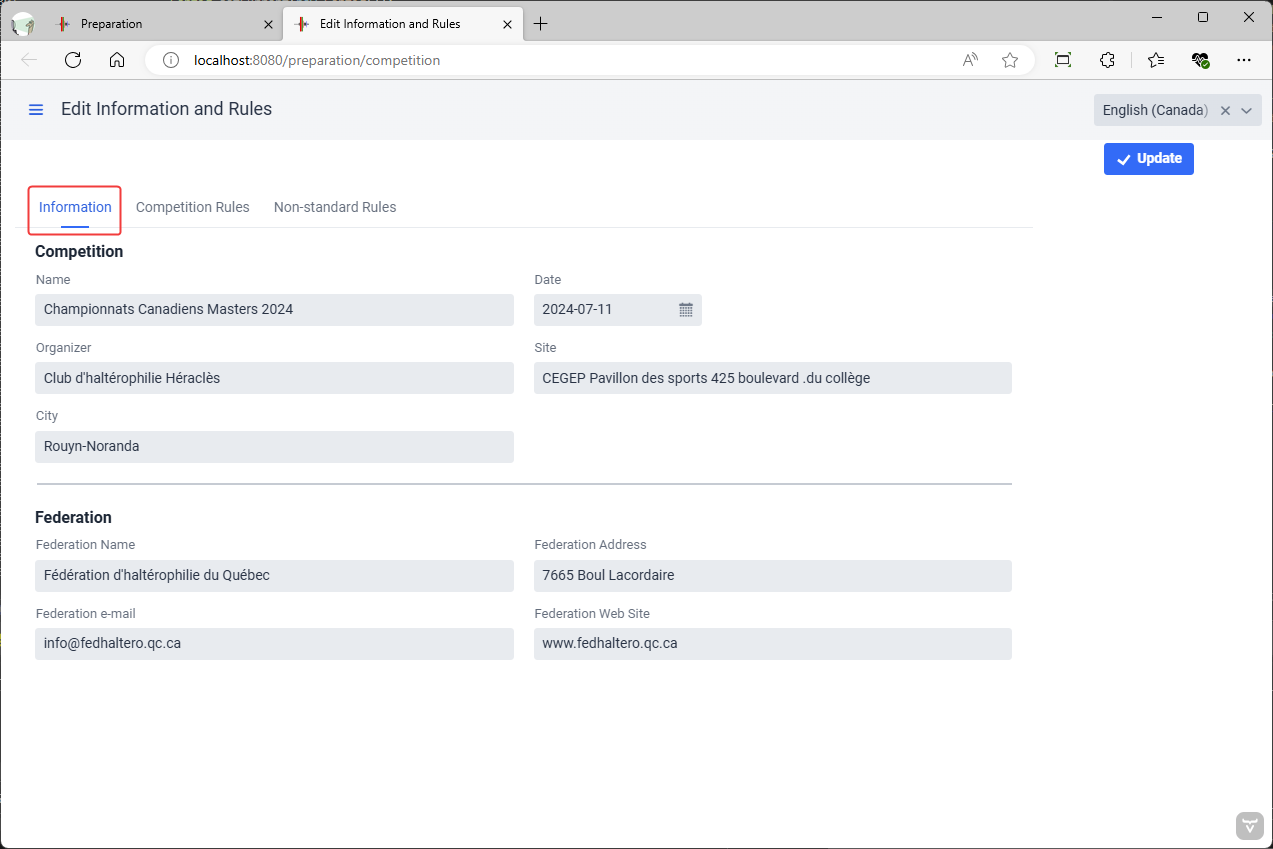 Preparation
Edit Information and Rules
localhost:8080/preparation/competition
Edit Information and Rules
English (Canada)
Update
Information Competition Rules Non-standard Rules
Competition
Name Date
Championnats Canadiens Masters 2024 2024-07-11
Organizer Site
Club d'haltérophilie Héraclès CEGEP Pavillon des sports 425 boulevard .du collège
City
Rouyn-Noranda
Federation
Federation Name Federation Address
Fédération d'haltérophilie du Québec 7665 Boul Lacordaire
Federation e-mail Federation Web Site
info@fedhaltero.qc.ca www.fedhaltero.qc.ca